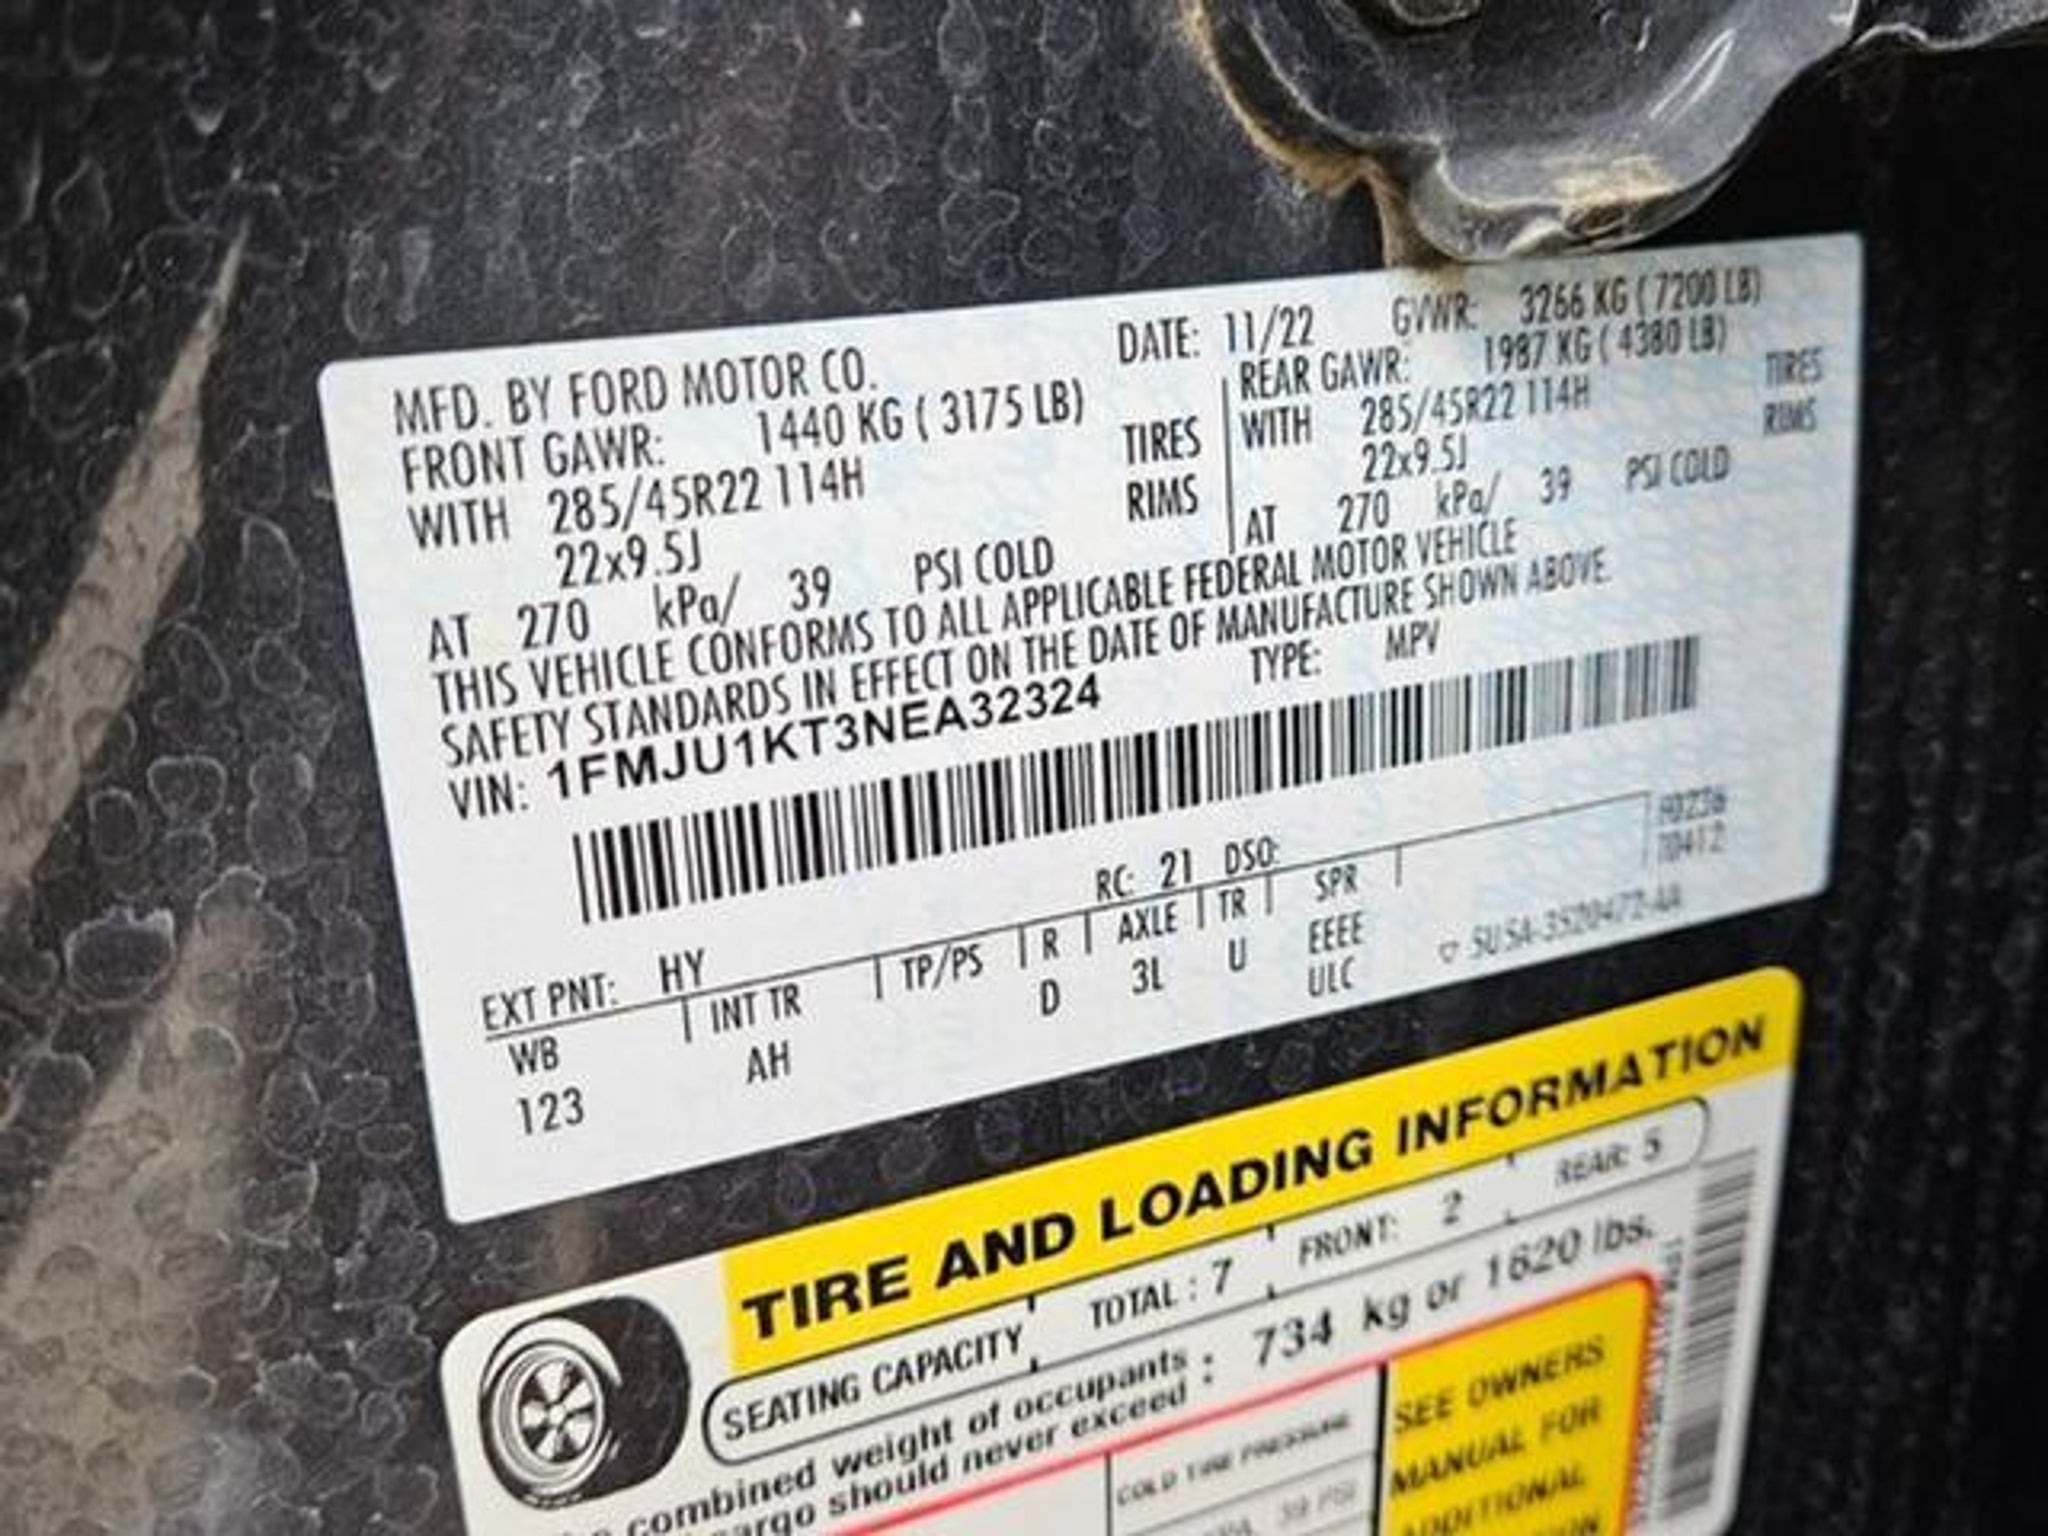 MFD. BY FORD MOTOR CO. DATE: 11/22 GVWR: 3266 KG ( 7200 LB)
FRONT GAWR: 1440 KG ( 3175 LB) REAR GAWR: 1987 KG ( 4380 LB)
WITH 285/45R22 114H TIRES WITH 285/45R22 114H TIRES
22x9.5J RIMS 22x9.5J RIMS
AT 270 kPa/ 39 PSI COLD AT 270 kPa/ 39 PSI COLD
THIS VEHICLE CONFORMS TO ALL APPLICABLE FEDERAL MOTOR VEHICLE
SAFETY STANDARDS IN EFFECT ON THE DATE OF MANUFACTURE SHOWN ABOVE.
VIN: 1FMJU1KT3NEA32324 TYPE: MPV
EXT PNT: HY RC: 21 DSO:
WB INT TR TP/PS R AXLE TR SPR
123 AH D 3L U EEEE
ULC
TIRE AND LOADING INFORMATION
SEATING CAPACITY TOTAL : 7 FRONT: 2 REAR: 5
combined weight of occupants
cargo should never exceed : 734 kg or 1620 lbs.
COLD TIRE PRESSURE
39 PSI
SEE OWNERS
MANUAL FOR
ADDITIONAL